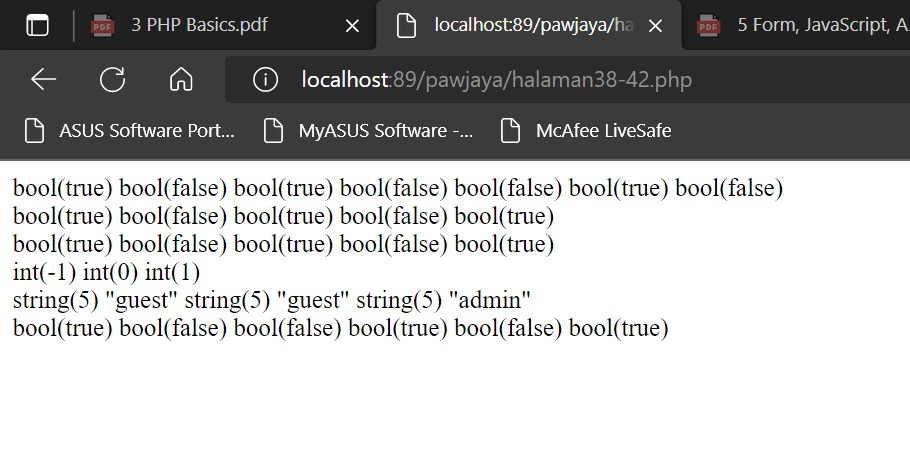 3 PHP Basics.pdf
localhost:89/pawjaya/ha
5 Form, JavaScript, A
localhost:89/pawjaya/halaman38-42.php
ASUS Software Port... MyASUS Software -... McAfee LiveSafe
bool(true) bool(false) bool(true) bool(false) bool(false) bool(true) bool(false)
bool(true) bool(false) bool(true) bool(false) bool(true)
bool(true) bool(false) bool(true) bool(false) bool(true)
int(-1) int(0) int(1)
string(5) "guest" string(5) "guest" string(5) "admin"
bool(true) bool(false) bool(false) bool(true) bool(false) bool(true)